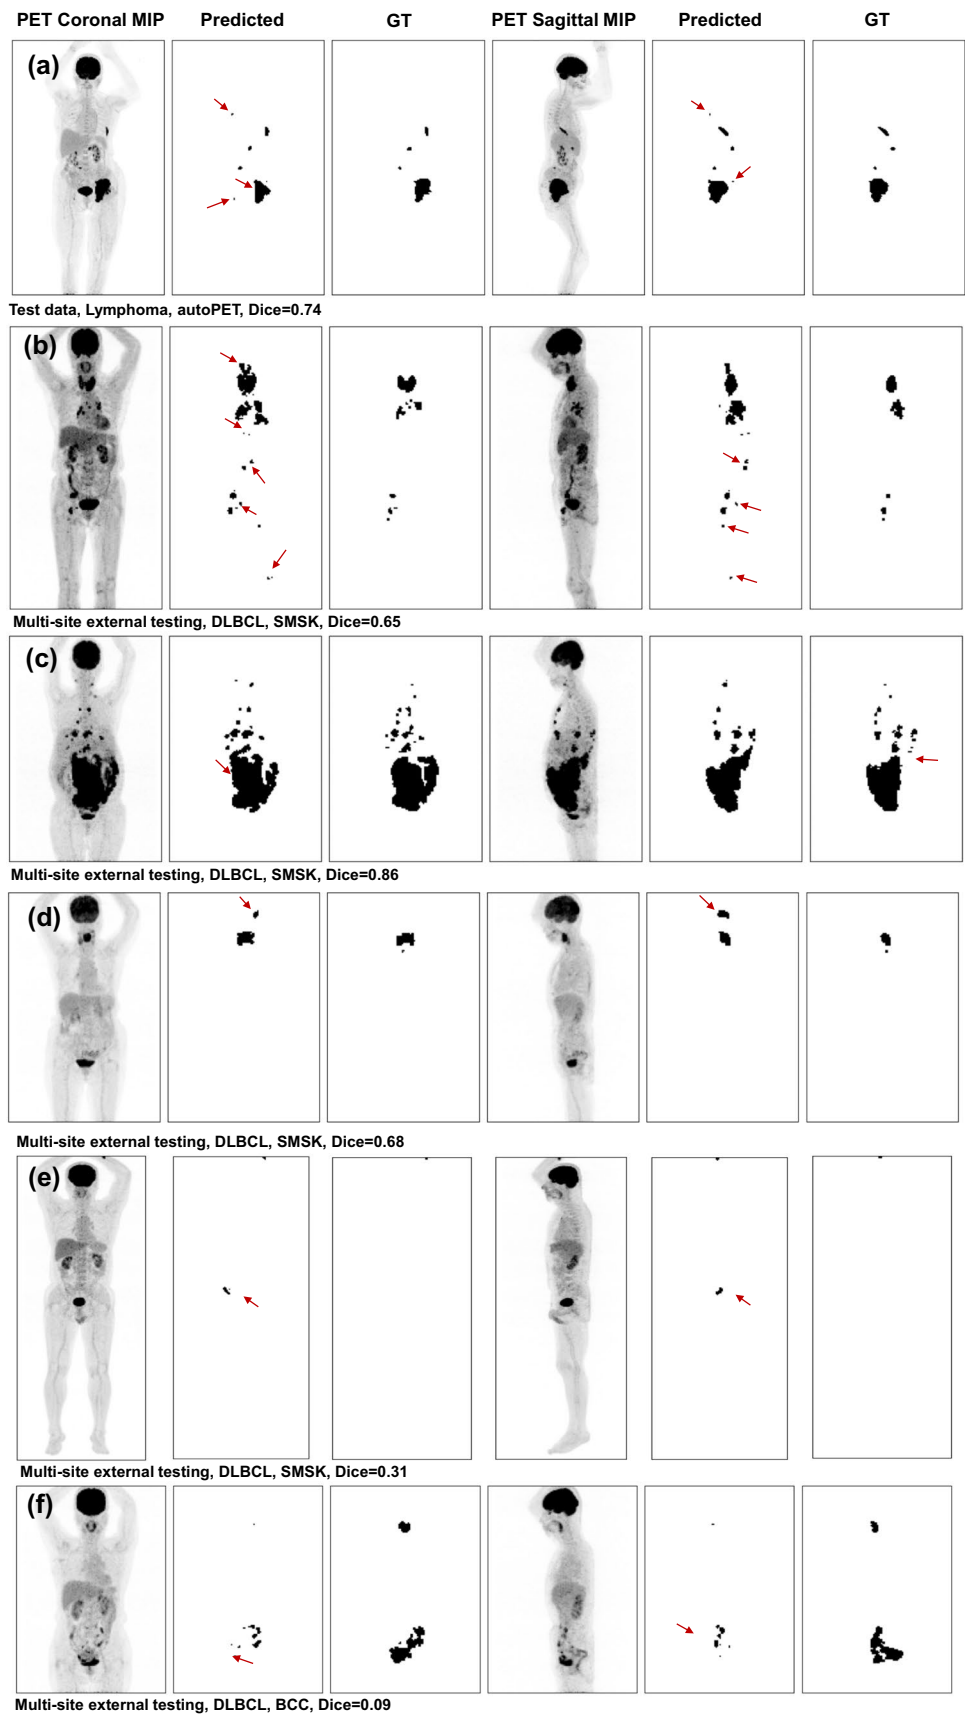 PET Coronal MIP Predicted GT PET Sagittal MIP Predicted GT
(a)
Test data, Lymphoma, autoPET, Dice=0.74
(b)
Multi-site external testing, DLBCL, SMSK, Dice=0.65
(c)
Multi-site external testing, DLBCL, SMSK, Dice=0.86
(d)
Multi-site external testing, DLBCL, SMSK, Dice=0.68
(e)
Multi-site external testing, DLBCL, SMSK, Dice=0.31
(f)
Multi-site external testing, DLBCL, BCC, Dice=0.09